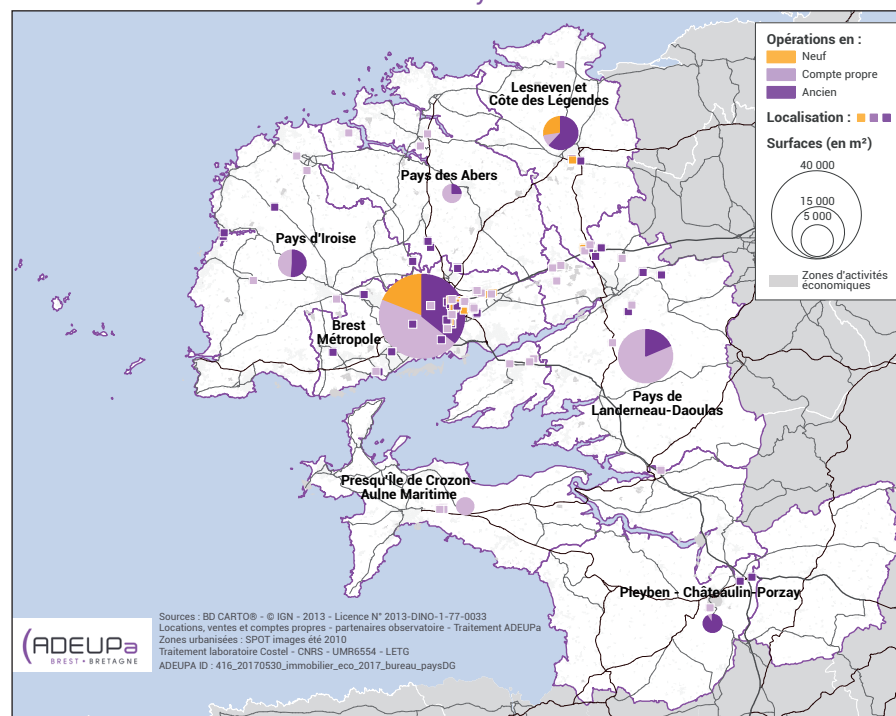 Opérations en :
Neuf
Compte propre
Ancien
Localisation :
Surfaces (en m²)
40 000
15 000
5 000
Zones d'activités
économiques
Lesneven et
Côte des Légendes
Pays des Abers
Pays d'Iroise
Brest
Métropole
Pays de
Landerneau-Daoulas
Presqu'île de Crozon-
Aulne Maritime
Pleyben - Châteaulin-Porzay
ADEUPa
BREST • BRETAGNE
Sources : BD CARTO® - © IGN - 2013 - Licence N° 2013-DINO-1-77-0033
Locations, ventes et comptes propres - partenaires observatoire - Traitement ADEUPa
Zones urbanisées : SPOT images été 2010
Traitement laboratoire Costel - CNRS - UMR6554 - LETG
ADEUPA ID : 416_20170530_immobilier_eco_2017_bureau_paysDG